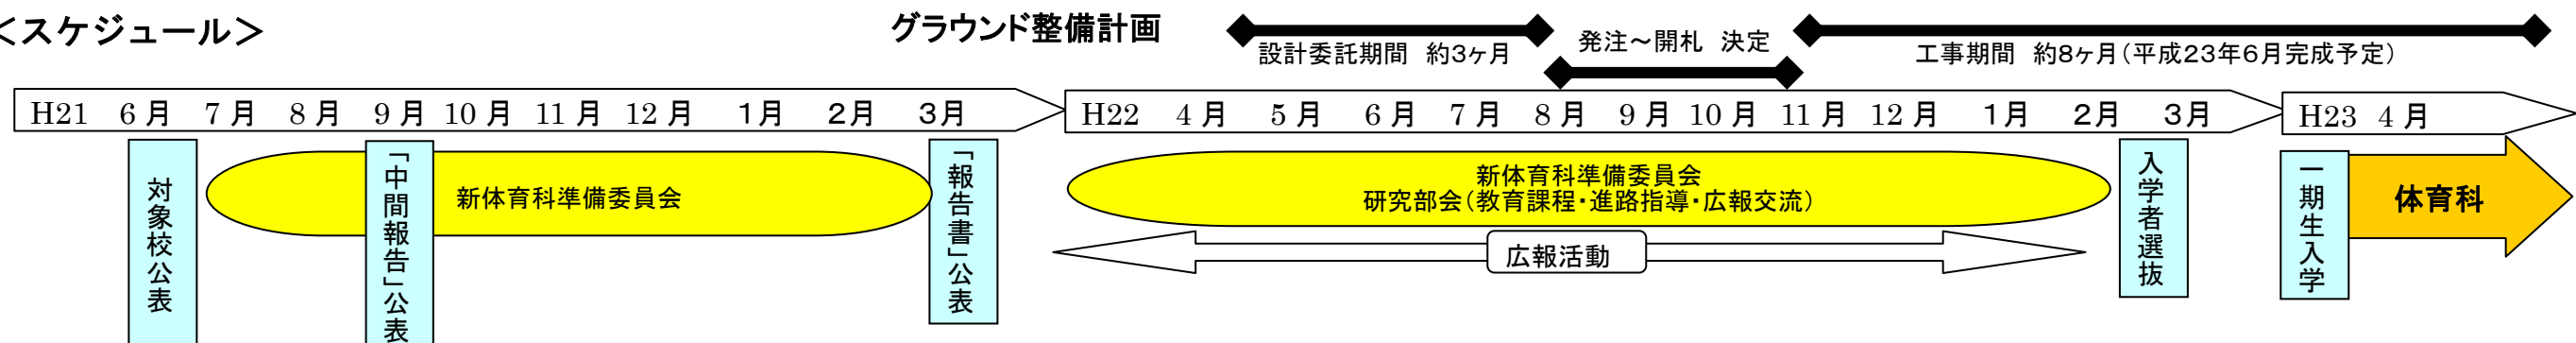 ＜スケジュール＞
グラウンド整備計画
設計委託期間　約3ヶ月
発注～開札　決定
工事期間　約8ヶ月（平成23年6月完成予定）
H21 6月 7月 8月 9月 10月 11月 12月 1月 2月 3月
H22 4月 5月 6月 7月 8月 9月 10月 11月 12月 1月 2月 3月
H23 4月
対象校公表
「中間報告」公表
新体育科準備委員会
「報告書」公表
新体育科準備委員会
研究部会（教育課程・進路指導・広報交流）
広報活動
入学者選抜
一期生入学
体育科